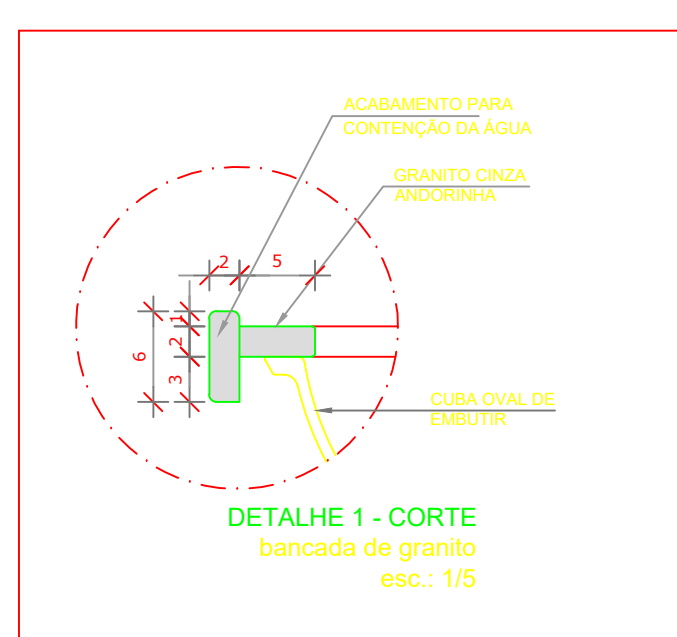 ACABAMENTO PARA
CONTENÇÃO DA ÁGUA
GRANITO CINZA
ANDORINHA
2
5
1
2
3
6
CUBA OVAL DE
EMBUTIR
DETALHE 1 - CORTE
bancada de granito
esc.: 1/5